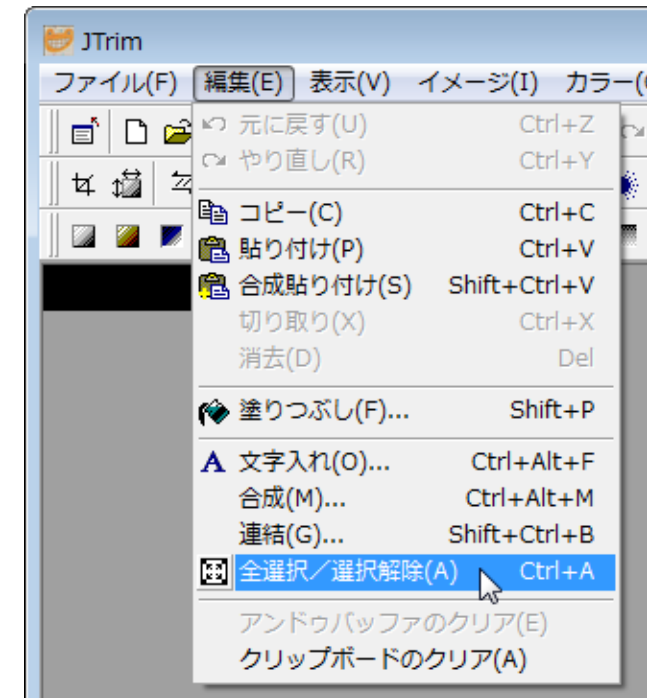 JTrim
ファイル(F) 編集(E) 表示(V) イメージ(I) カラー(
元に戻す(U) Ctrl+Z
やり直し(R) Ctrl+Y
コピー(C) Ctrl+C
貼り付け(P) Ctrl+V
合成貼り付け(S) Shift+Ctrl+V
切り取り(X) Ctrl+X
消去(D) Del
塗りつぶし(F)... Shift+P
A 文字入れ(O)... Ctrl+Alt+F
合成(M)... Ctrl+Alt+M
連結(G)... Shift+Ctrl+B
全選択／選択解除(A) Ctrl+A
アンドゥバッファのクリア(E)
クリップボードのクリア(A)